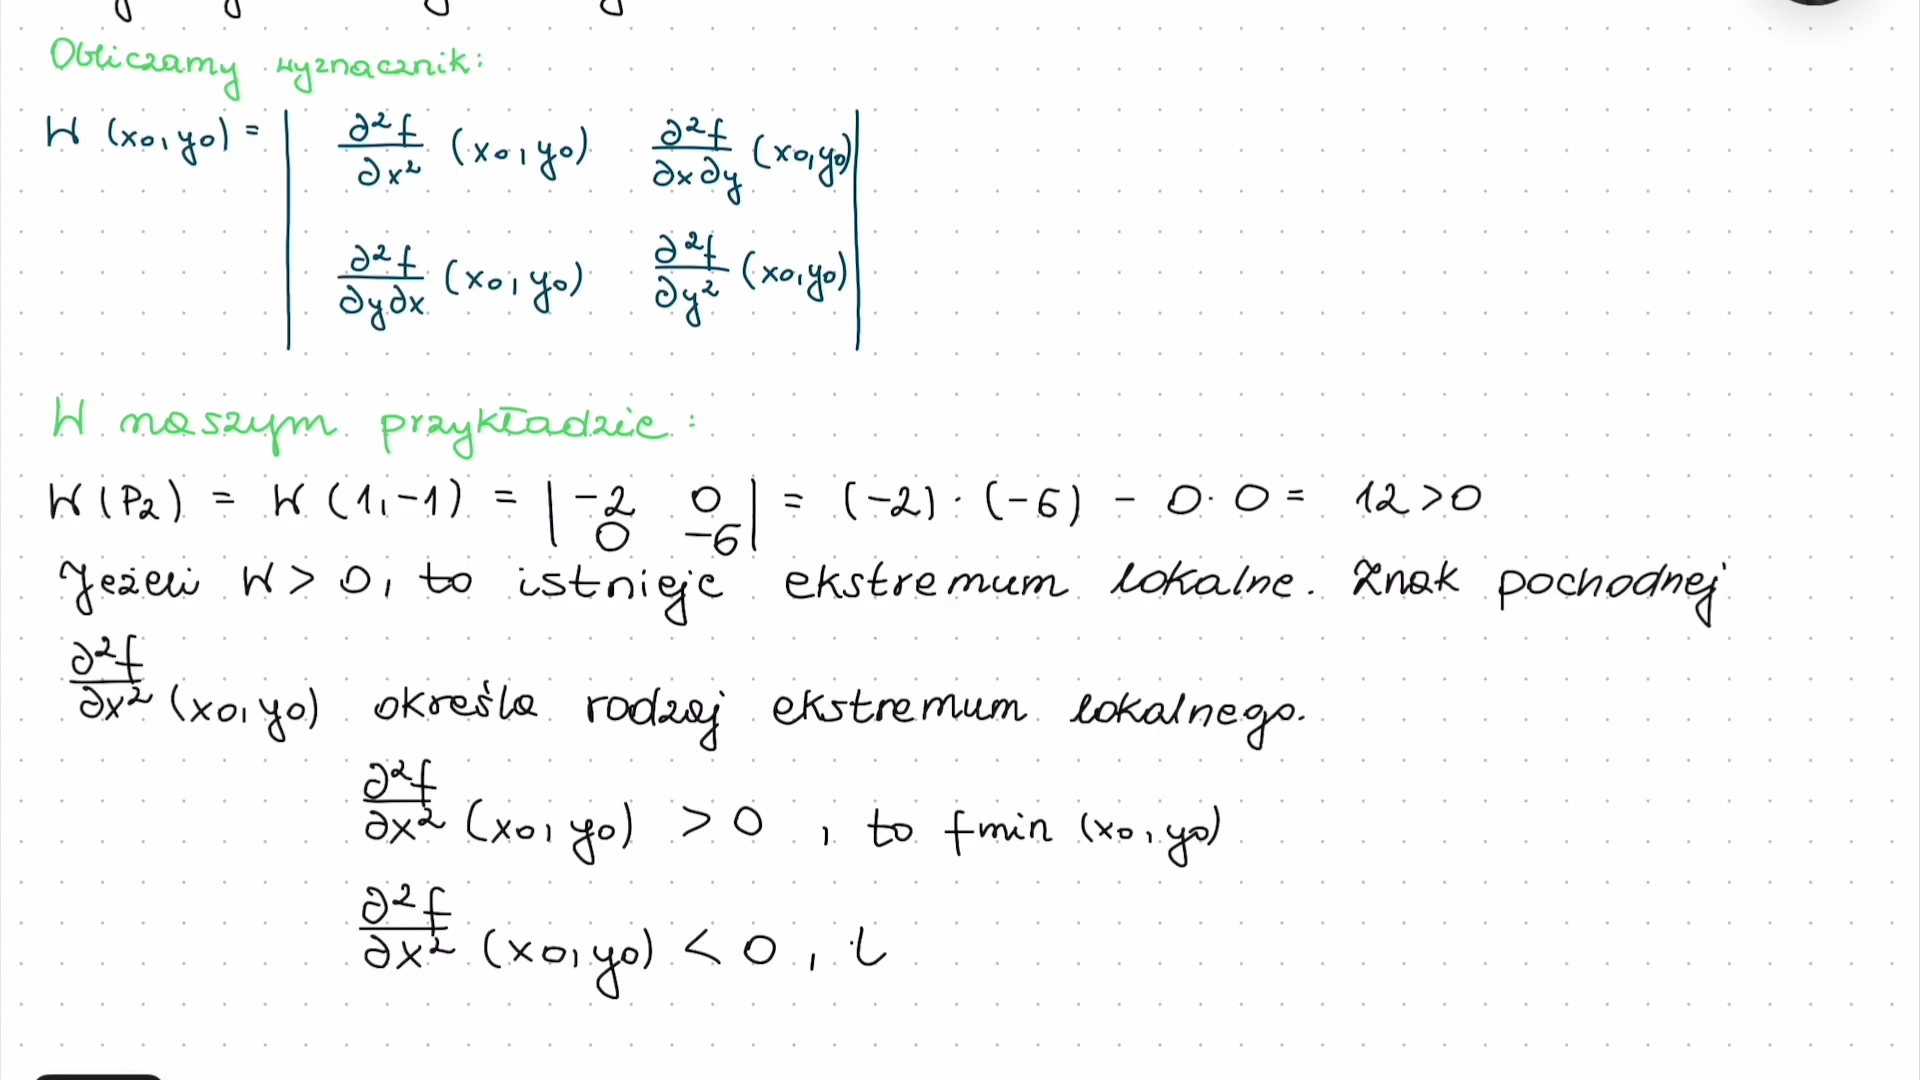 Obliczamy wyznacznik:
W (x0, y0) = | ∂²f/∂x² (x0, y0) ∂²f/∂x∂y (x0, y0) |
| ∂²f/∂y∂x (x0, y0) ∂²f/∂y² (x0, y0) |
W naszym przykładzie:
W(P2) = W (1, -1) = | -2 0 | = (-2) · (-6) - 0 · 0 = 12 > 0
| 0 -6 |
Jeżeli W > 0, to istnieje ekstremum lokalne. Znak pochodnej
∂²f/∂x² (x0, y0) określa rodzaj ekstremum lokalnego.
∂²f/∂x² (x0, y0) > 0, to fmin (x0, y0)
∂²f/∂x² (x0, y0) < 0,